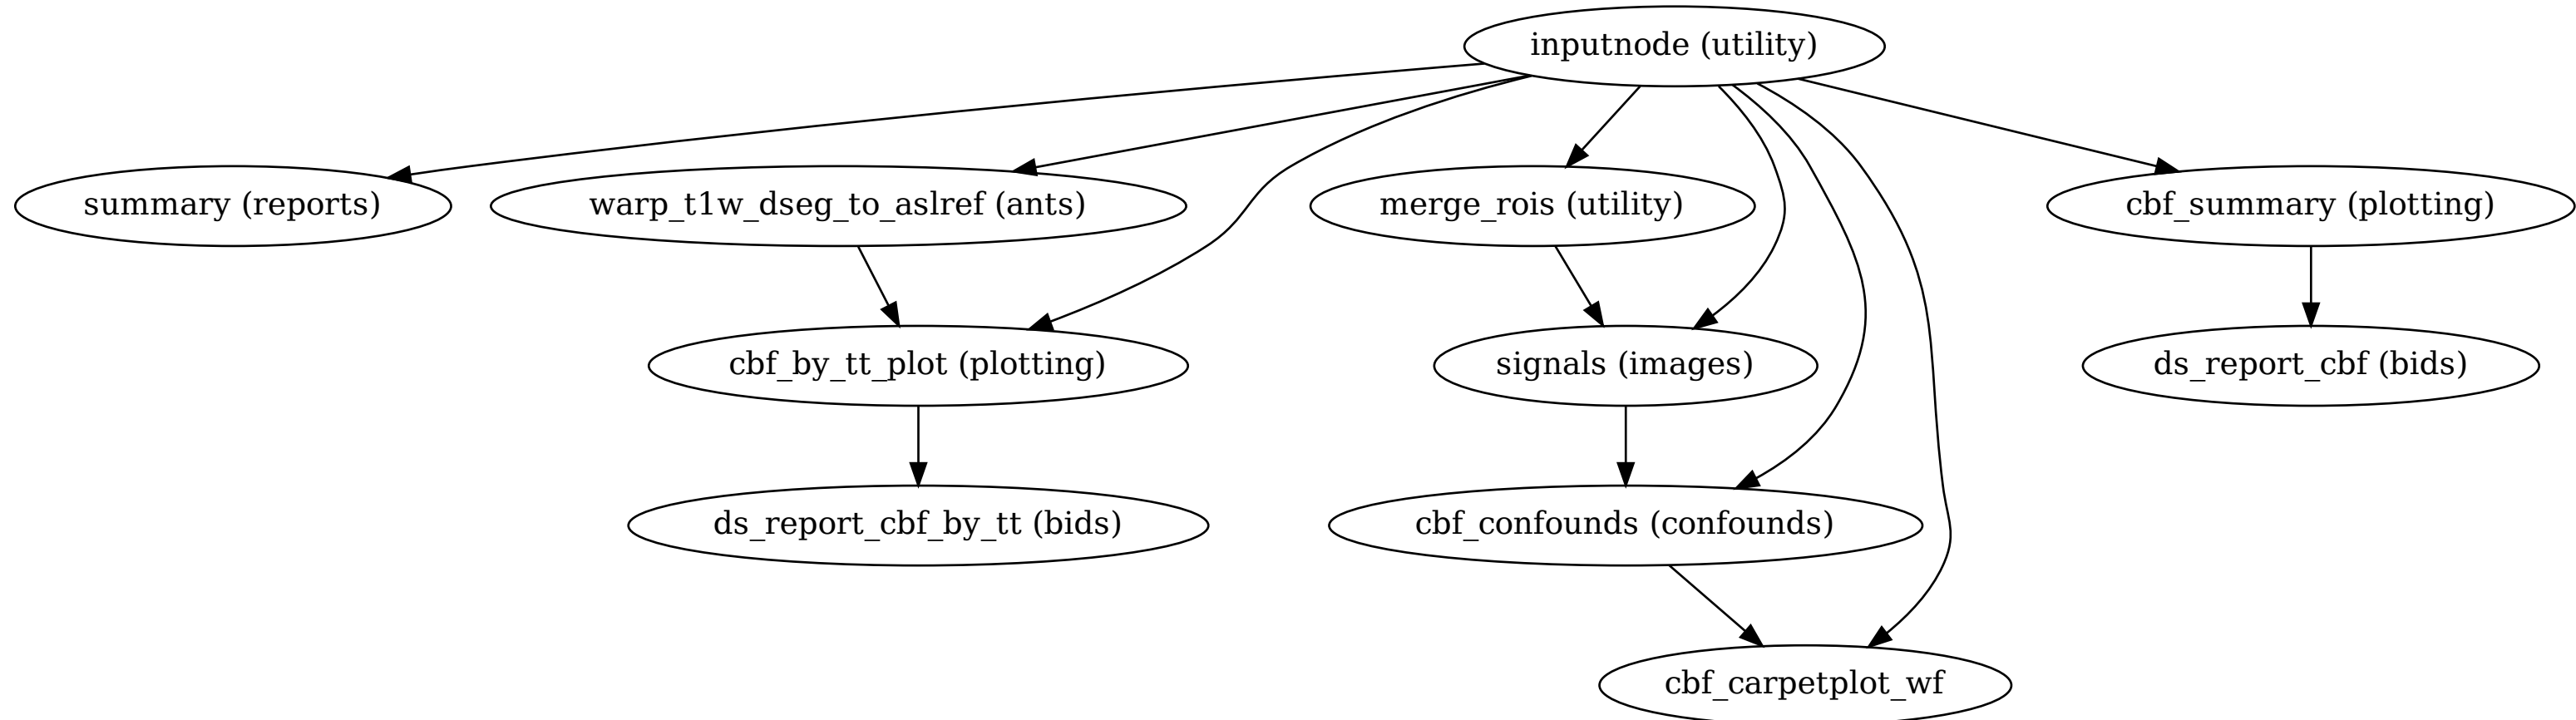 inputnode (utility)
summary (reports)
warp_t1w_dseg_to_aslref (ants)
merge_rois (utility)
cbf_summary (plotting)
cbf_by_tt_plot (plotting)
signals (images)
ds_report_cbf (bids)
ds_report_cbf_by_tt (bids)
cbf_confounds (confounds)
cbf_carpetplot_wf